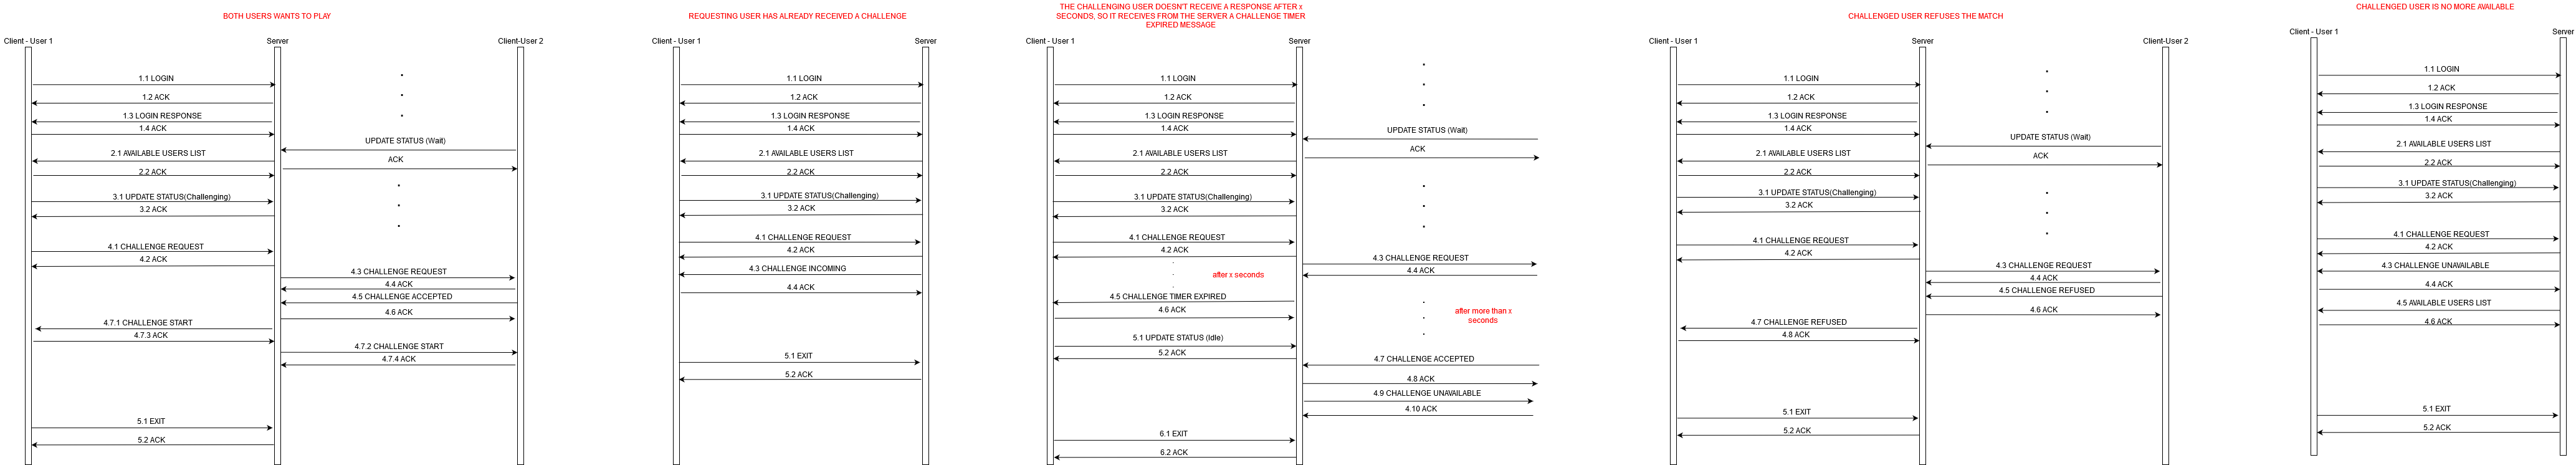 BOTH USERS WANTS TO PLAY
Client - User 1
Server
Client-User 2
1.1 LOGIN
1.2 ACK
1.3 LOGIN RESPONSE
1.4 ACK
UPDATE STATUS (Wait)
2.1 AVAILABLE USERS LIST
ACK
2.2 ACK
3.1 UPDATE STATUS(Challenging)
3.2 ACK
4.1 CHALLENGE REQUEST
4.2 ACK
4.3 CHALLENGE REQUEST
4.4 ACK
4.5 CHALLENGE ACCEPTED
4.6 ACK
4.7.1 CHALLENGE START
4.7.3 ACK
4.7.2 CHALLENGE START
4.7.4 ACK
5.1 EXIT
5.2 ACK
REQUESTING USER HAS ALREADY RECEIVED A CHALLENGE
Client - User 1
Server
1.1 LOGIN
1.2 ACK
1.3 LOGIN RESPONSE
1.4 ACK
2.1 AVAILABLE USERS LIST
2.2 ACK
3.1 UPDATE STATUS(Challenging)
3.2 ACK
4.1 CHALLENGE REQUEST
4.2 ACK
4.3 CHALLENGE INCOMING
4.4 ACK
5.1 EXIT
5.2 ACK
THE CHALLENGING USER DOESN'T RECEIVE A RESPONSE AFTER x
SECONDS, SO IT RECEIVES FROM THE SERVER A CHALLENGE TIMER
EXPIRED MESSAGE
Client - User 1
Server
1.1 LOGIN
1.2 ACK
1.3 LOGIN RESPONSE
1.4 ACK
UPDATE STATUS (Wait)
ACK
2.1 AVAILABLE USERS LIST
2.2 ACK
3.1 UPDATE STATUS(Challenging)
3.2 ACK
4.1 CHALLENGE REQUEST
4.2 ACK
4.3 CHALLENGE REQUEST
4.4 ACK
after x seconds
4.5 CHALLENGE TIMER EXPIRED
4.6 ACK
after more than x
seconds
5.1 UPDATE STATUS (Idle)
5.2 ACK
4.7 CHALLENGE ACCEPTED
4.8 ACK
4.9 CHALLENGE UNAVAILABLE
4.10 ACK
6.1 EXIT
6.2 ACK
CHALLENGED USER REFUSES THE MATCH
Client - User 1
Server
Client-User 2
1.1 LOGIN
1.2 ACK
1.3 LOGIN RESPONSE
1.4 ACK
UPDATE STATUS (Wait)
2.1 AVAILABLE USERS LIST
ACK
2.2 ACK
3.1 UPDATE STATUS(Challenging)
3.2 ACK
4.1 CHALLENGE REQUEST
4.2 ACK
4.3 CHALLENGE REQUEST
4.4 ACK
4.5 CHALLENGE REFUSED
4.6 ACK
4.7 CHALLENGE REFUSED
4.8 ACK
5.1 EXIT
5.2 ACK
CHALLENGED USER IS NO MORE AVAILABLE
Client - User 1
Server
1.1 LOGIN
1.2 ACK
1.3 LOGIN RESPONSE
1.4 ACK
2.1 AVAILABLE USERS LIST
2.2 ACK
3.1 UPDATE STATUS(Challenging)
3.2 ACK
4.1 CHALLENGE REQUEST
4.2 ACK
4.3 CHALLENGE UNAVAILABLE
4.4 ACK
4.5 AVAILABLE USERS LIST
4.6 ACK
5.1 EXIT
5.2 ACK